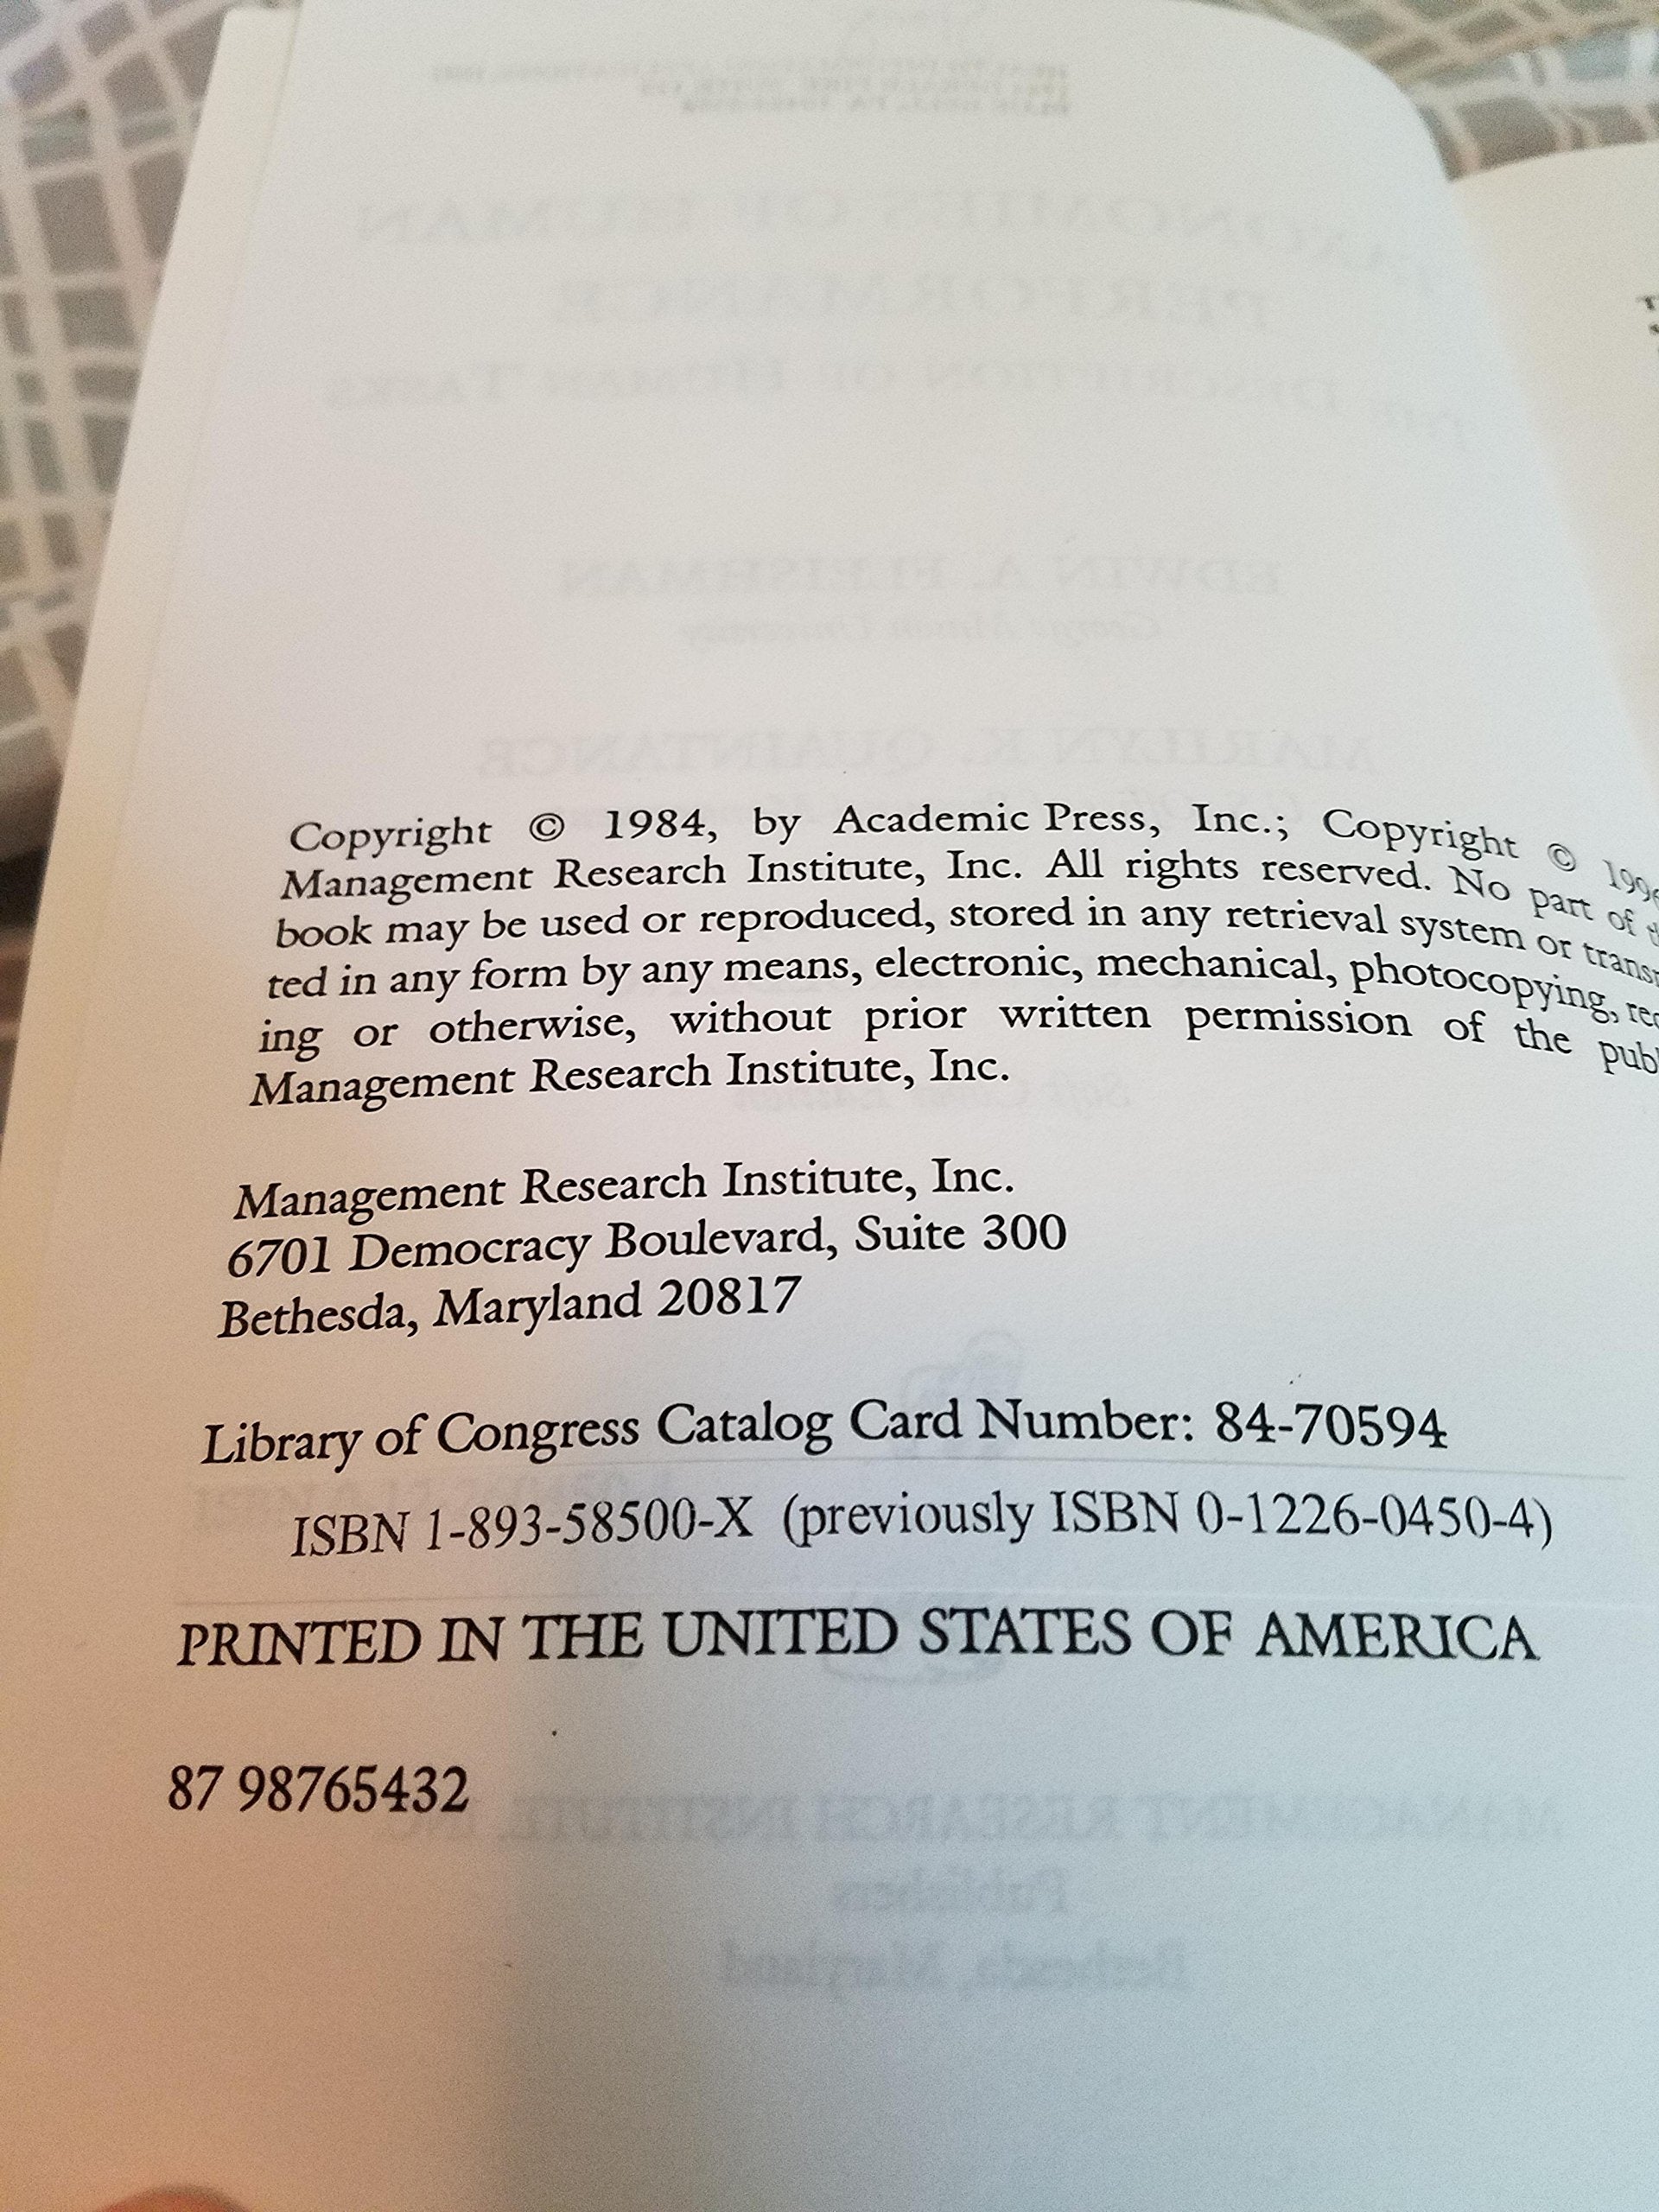 Copyright © 1984, by Academic Press, Inc.; Copyright ©
Management Research Institute, Inc. All rights reserved. No part of
book may be used or reproduced, stored in any retrieval system or
ted in any form by any means, electronic, mechanical, photocopying,
ing or otherwise, without prior written permission of the
Management Research Institute, Inc.
Management Research Institute, Inc.
6701 Democracy Boulevard, Suite 300
Bethesda, Maryland 20817
Library of Congress Catalog Card Number: 84-70594
ISBN 1-893-58500-X (previously ISBN 0-1226-0450-4)
PRINTED IN THE UNITED STATES OF AMERICA
87 98765432